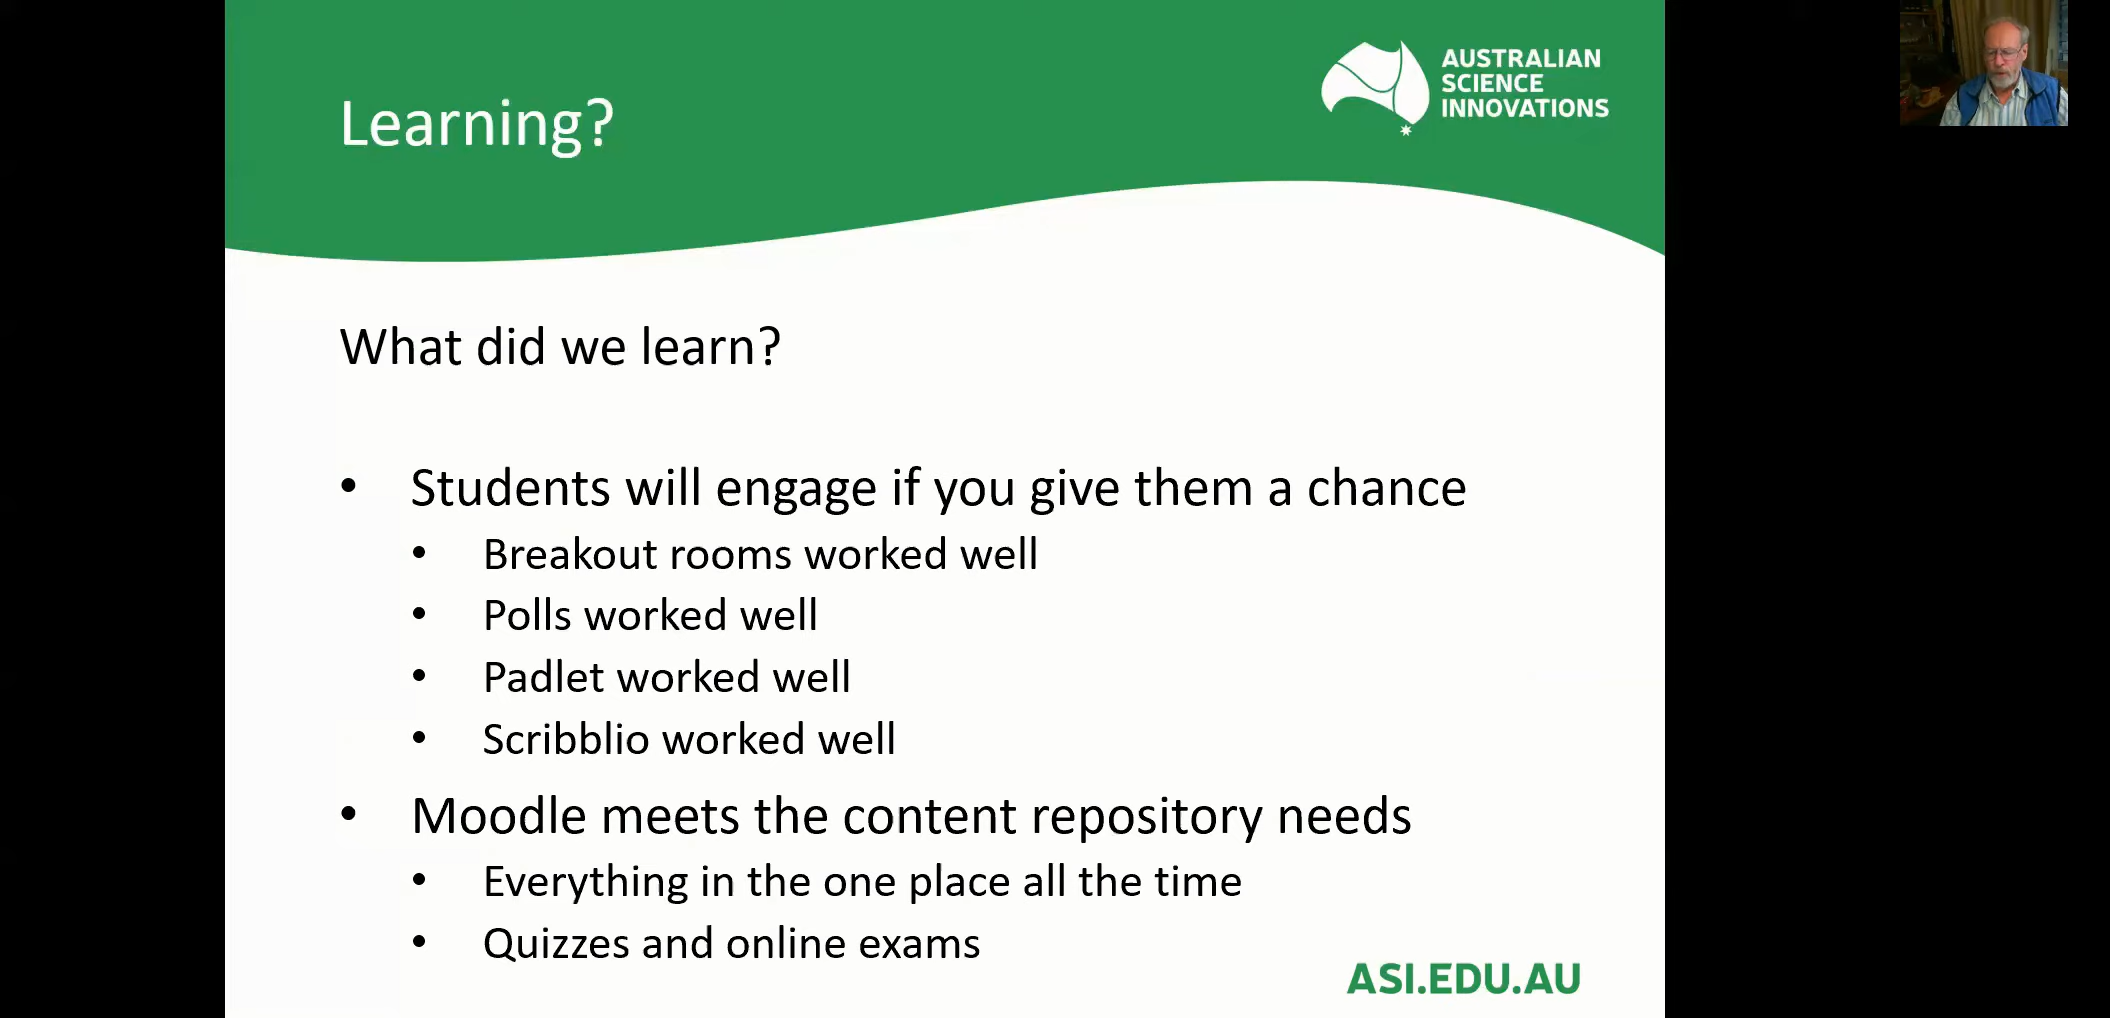 Learning?
AUSTRALIAN
SCIENCE
INNOVATIONS
What did we learn?
• Students will engage if you give them a chance
• Breakout rooms worked well
• Polls worked well
• Padlet worked well
• Scribblio worked well
• Moodle meets the content repository needs
• Everything in the one place all the time
• Quizzes and online exams
ASI.EDU.AU